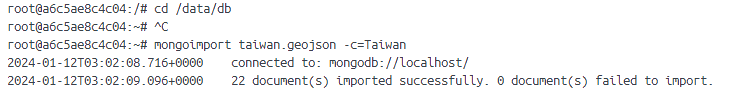 root@a6c5ae8c4c04:/# cd /data/db
root@a6c5ae8c4c04:~# ^C
root@a6c5ae8c4c04:~# mongoimport taiwan.geojson -c=Taiwan
2024-01-12T03:02:08.716+0000    connected to: mongodb://localhost/
2024-01-12T03:02:09.096+0000    22 document(s) imported successfully. 0 document(s) failed to import.